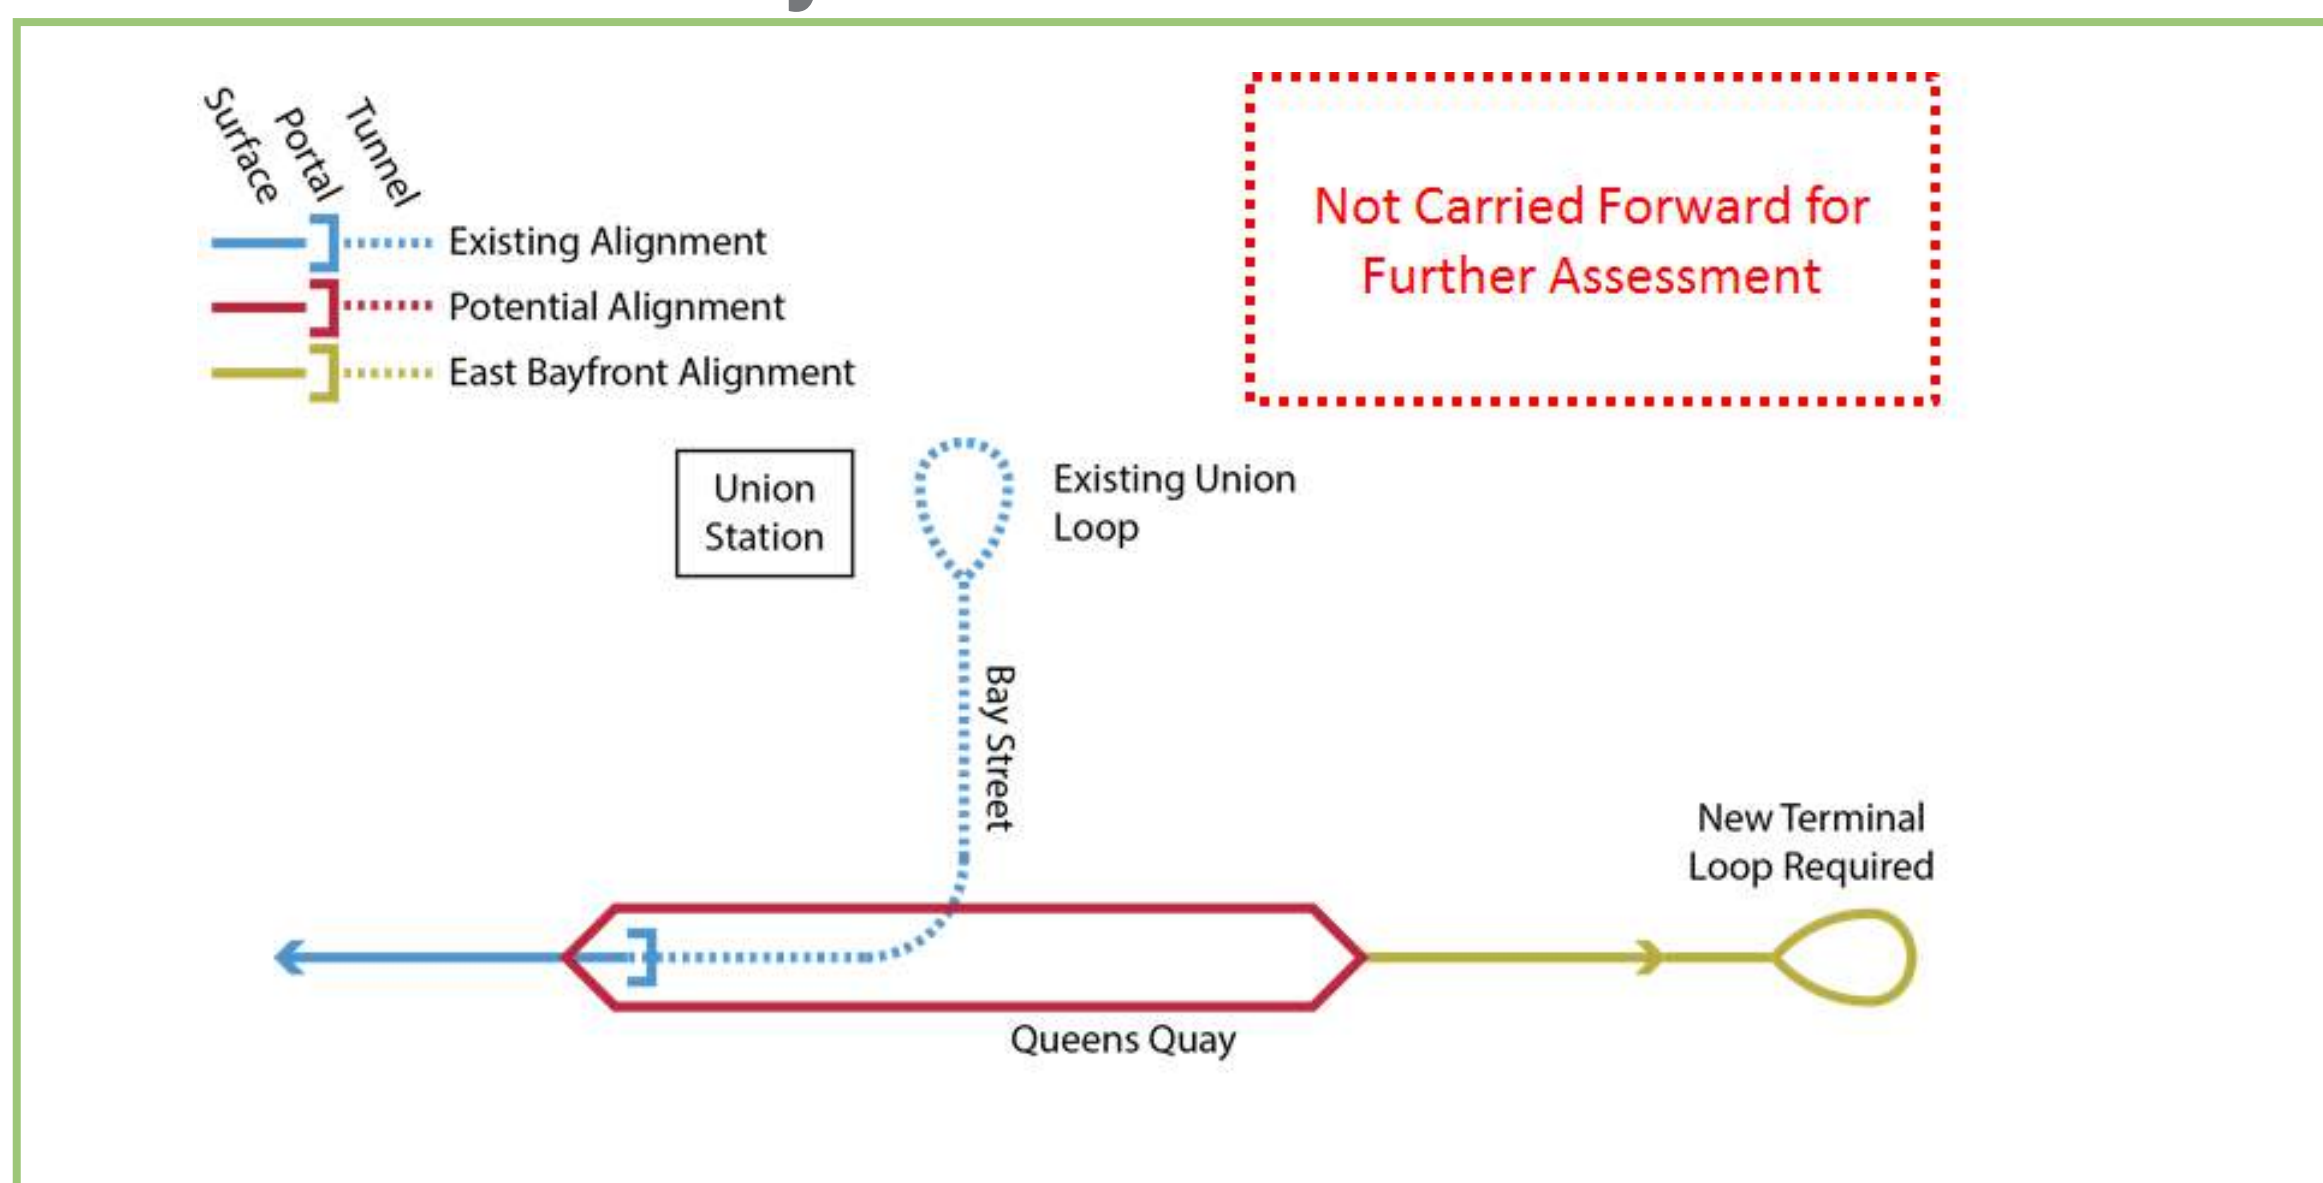 Surface
Portal
Tunnel
Existing Alignment
Potential Alignment
East Bayfront Alignment
Not Carried Forward for
Further Assessment
Union
Station
Existing Union
Loop
Bay Street
New Terminal
Loop Required
Queens Quay